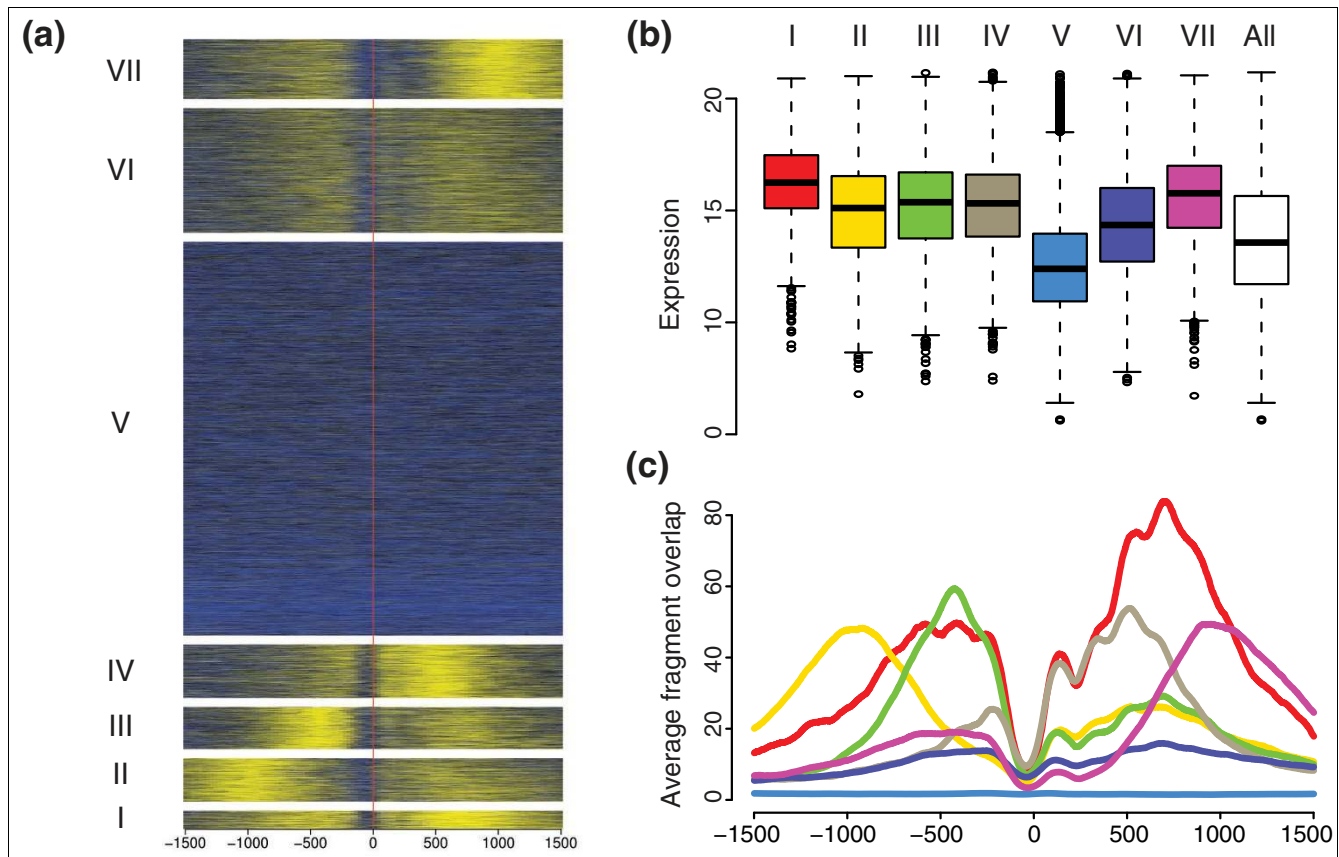 (a)
VII
VI
V
IV
III
II
I
−1500 −1000 −500 0 500 1000 1500
(b)
I II III IV V VI VII All
Expression
20
15
10
0
(c)
Average fragment overlap
80
60
40
20
0
−1500 −1000 −500 0 500 1000 1500